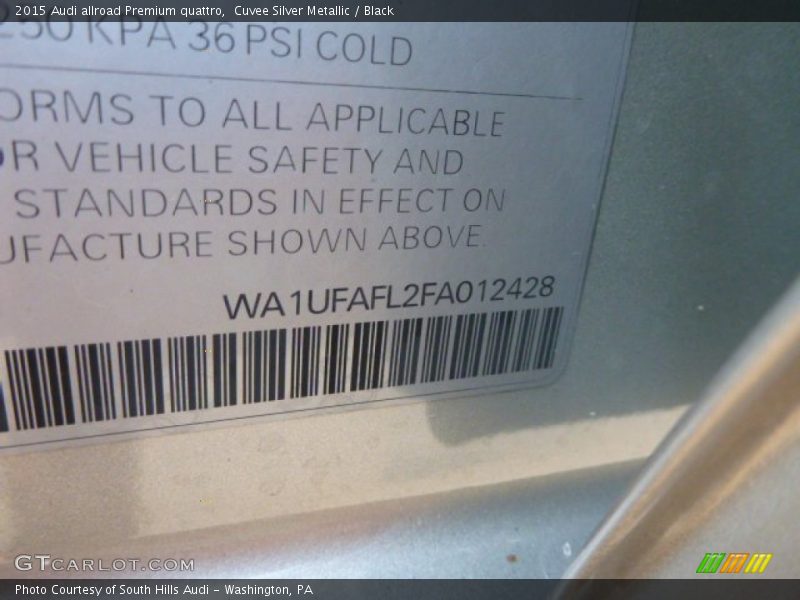 2015 Audi allroad Premium quattro,  Cuvee Silver Metallic / Black
250 KPA 36 PSI COLD
ORMS TO ALL APPLICABLE
OR VEHICLE SAFETY AND
STANDARDS IN EFFECT ON
UFACTURE SHOWN ABOVE.
WA1UFAFL2FA012428
GTCARLOT.COM
Photo Courtesy of South Hills Audi - Washington, PA